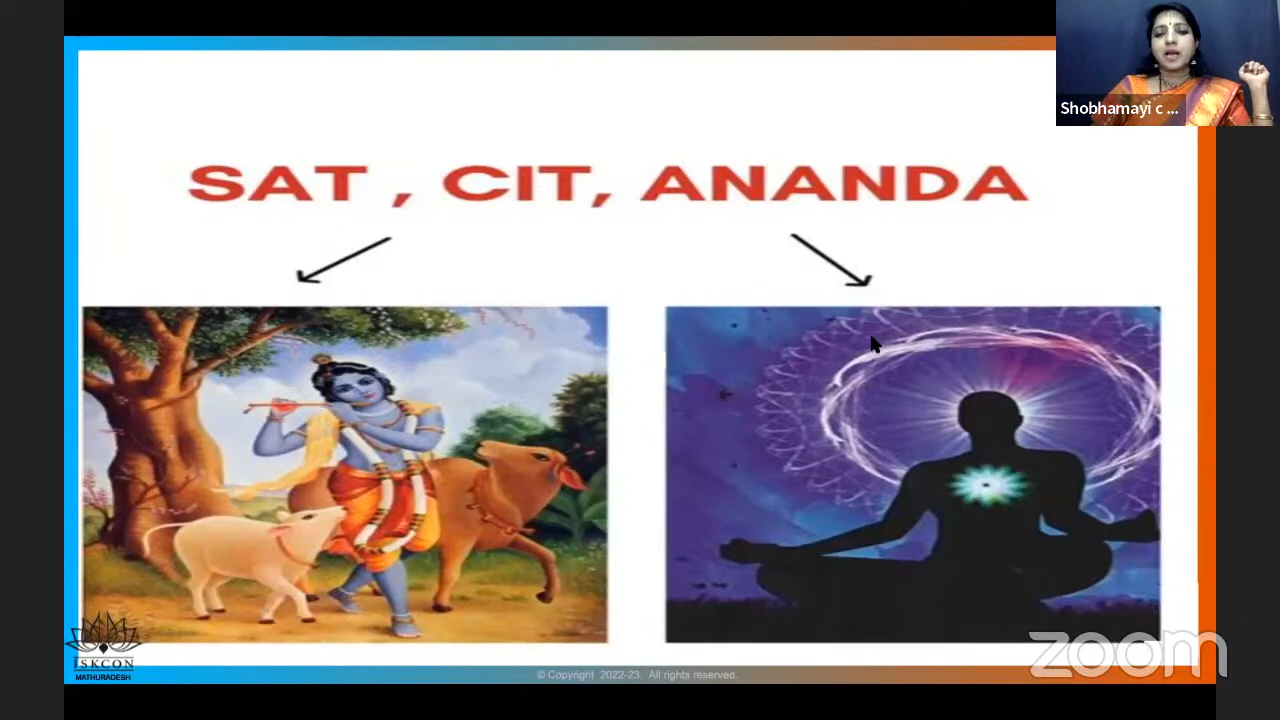 Shobhamayi c ...
SAT , CIT, ANANDA
ISKCON
MATHURADESH
zoom
© Copyright 2022-23. All rights reserved.